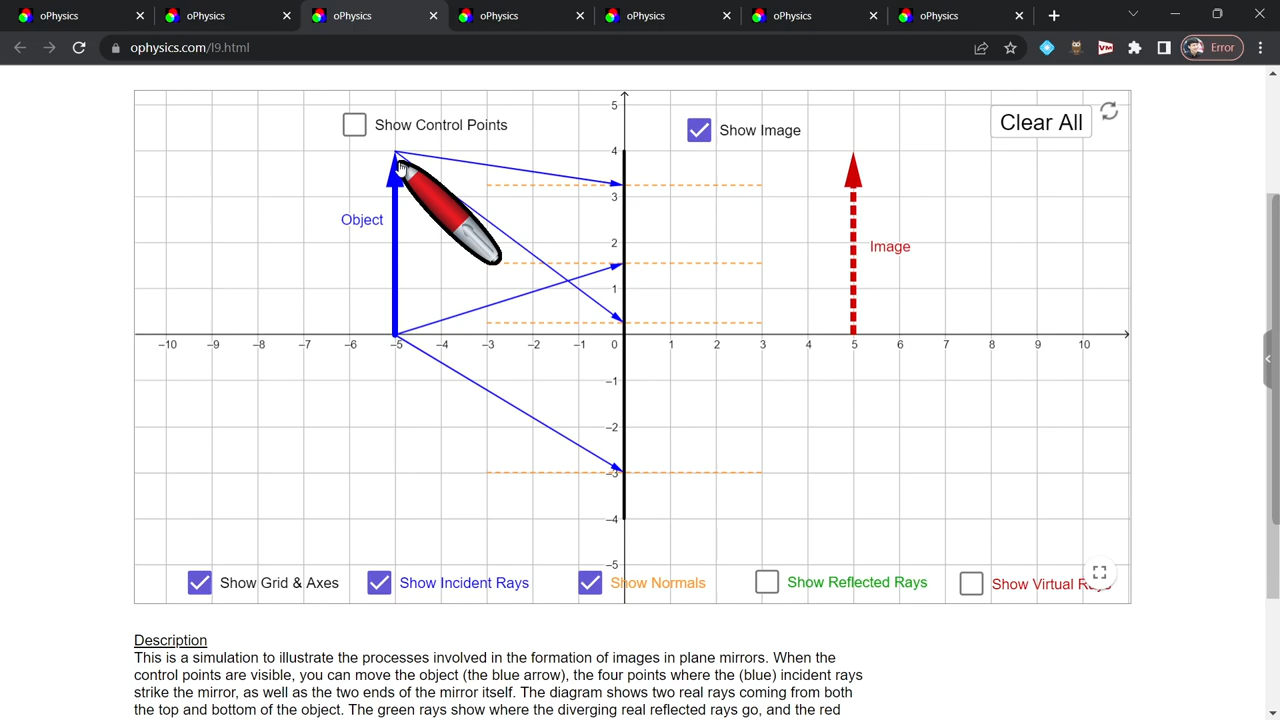 oPhysics
oPhysics
oPhysics
oPhysics
oPhysics
oPhysics
oPhysics
ophysics.com/l9.html
VM
Error
Show Control Points
Show Image
Clear All
Object
Image
5
4
3
2
1
0
–1
–2
–3
–4
–5
–10 –9 –8 –7 –6 –5 –4 –3 –2 –1 1 2 3 4 5 6 7 8 9 10
Show Grid & Axes
Show Incident Rays
Show Normals
Show Reflected Rays
Show Virtual Rays
Description
This is a simulation to illustrate the processes involved in the formation of images in plane mirrors. When the
control points are visible, you can move the object (the blue arrow), the four points where the (blue) incident rays
strike the mirror, as well as the two ends of the mirror itself. The diagram shows two real rays coming from both
the top and bottom of the object. The green rays show where the diverging real reflected rays go, and the red